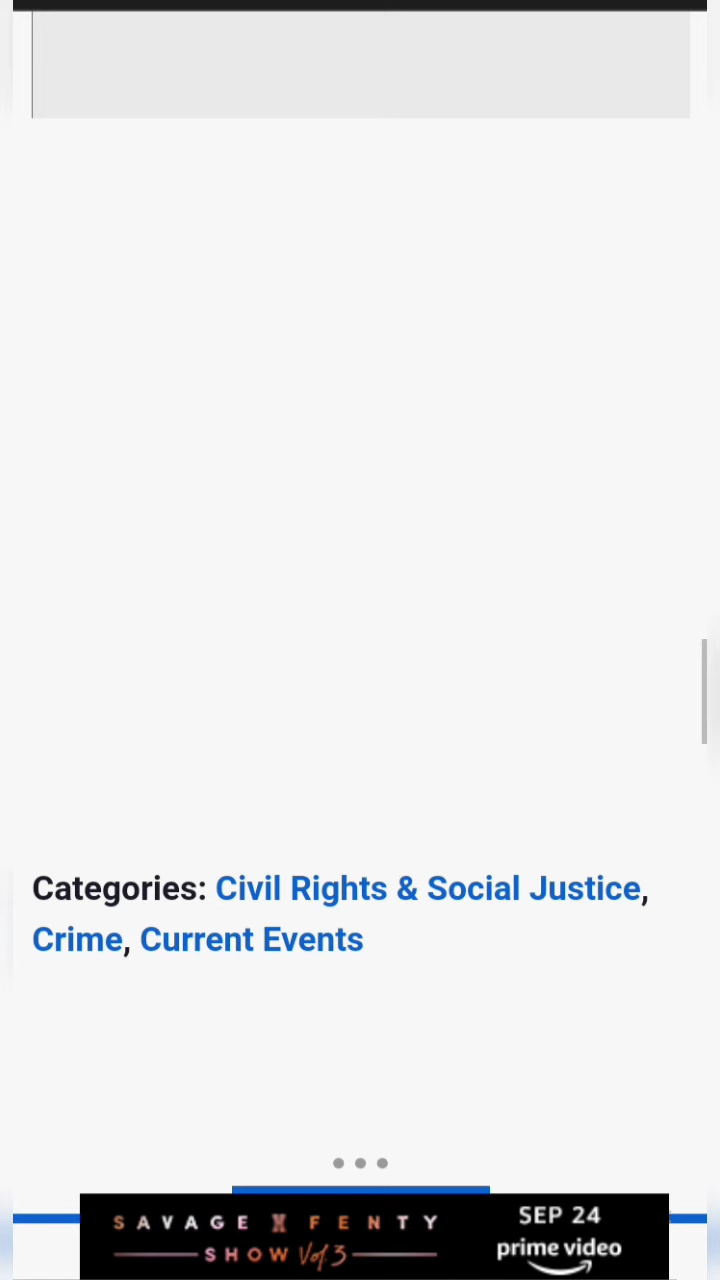 Categories: Civil Rights & Social Justice,
Crime, Current Events
SAVAGE X FENTY
SHOW Vol.3
SEP 24
prime video